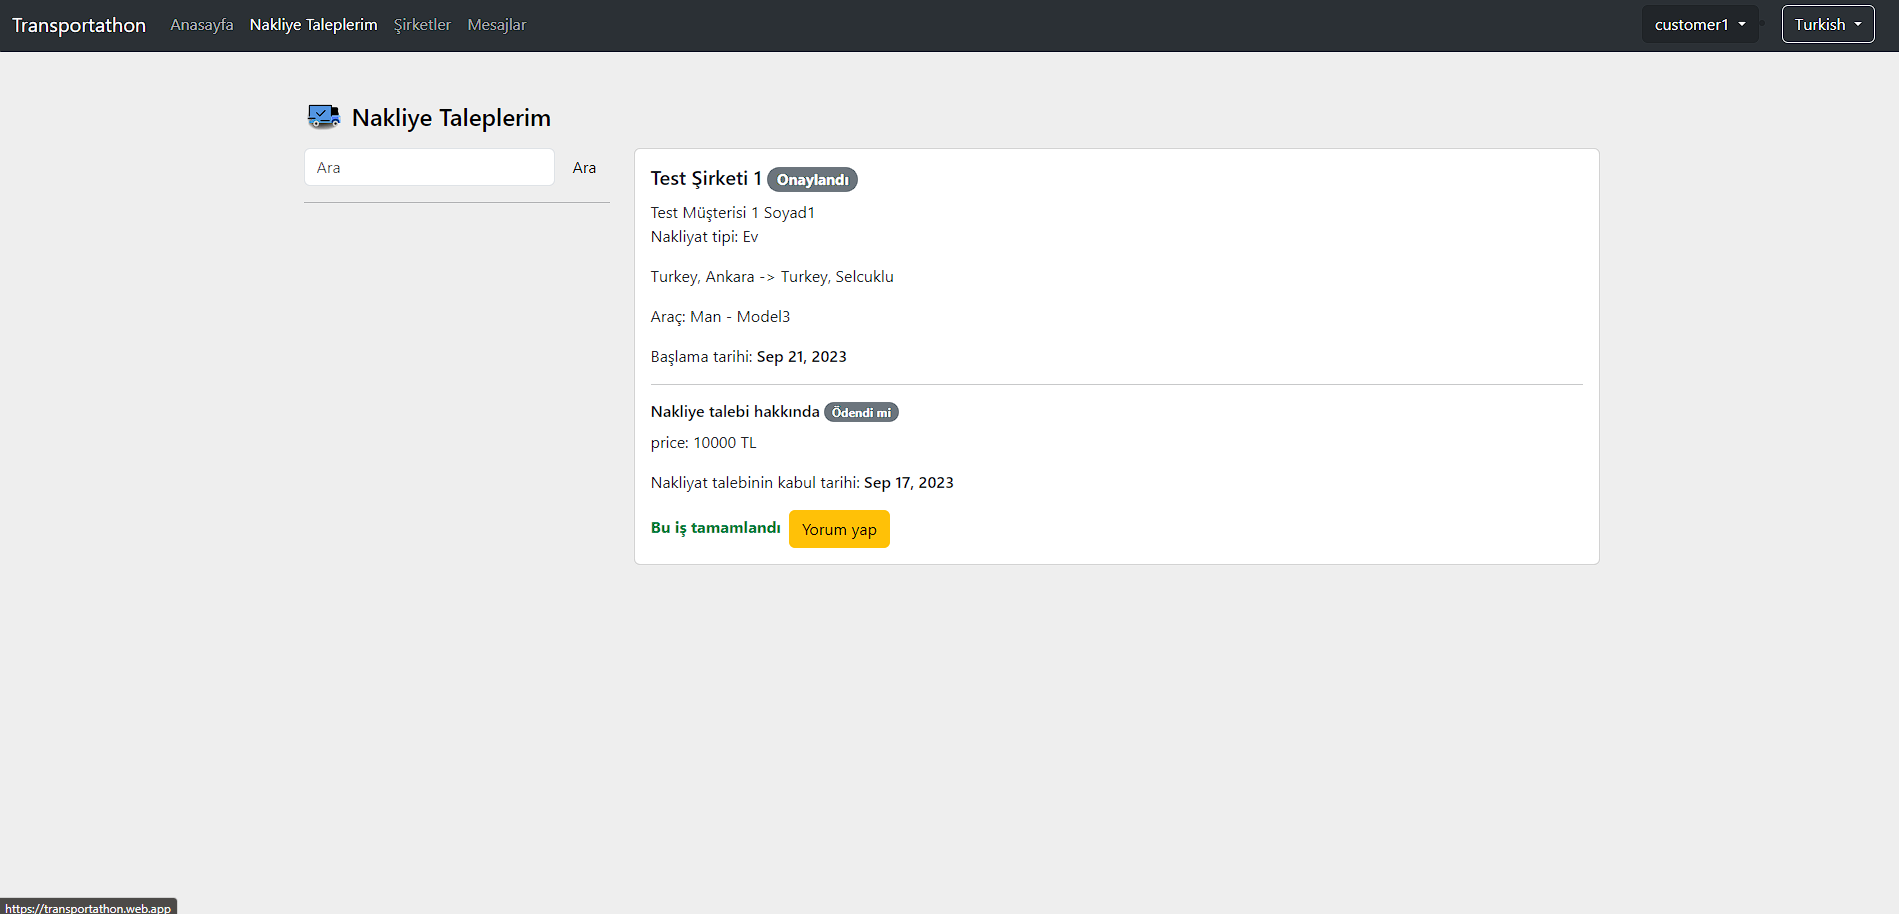 Transportathon Anasayfa Nakliye Taleplerim Şirketler Mesajlar customer1 Turkish
Nakliye Taleplerim
Ara Ara
Test Şirketi 1 Onaylandı
Test Müşterisi 1 Soyad1
Nakliyat tipi: Ev
Turkey, Ankara -> Turkey, Selcuklu
Araç: Man - Model3
Başlama tarihi: Sep 21, 2023
Nakliye talebi hakkında Ödendi mi
price: 10000 TL
Nakliyat talebinin kabul tarihi: Sep 17, 2023
Bu iş tamamlandı Yorum yap
https://transportathon.web.app